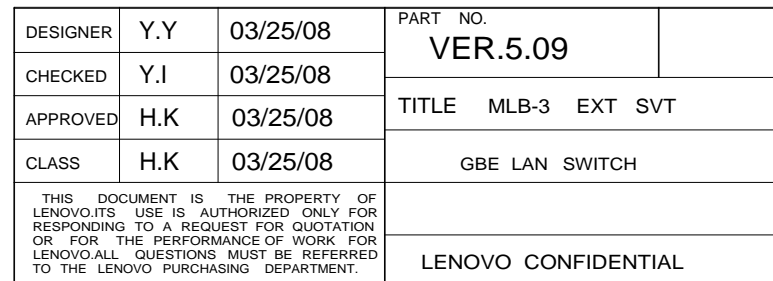 DESIGNER Y.Y 03/25/08
CHECKED Y.I 03/25/08
APPROVED H.K 03/25/08
CLASS H.K 03/25/08
THIS DOCUMENT IS THE PROPERTY OF
LENOVO.ITS USE IS AUTHORIZED ONLY FOR
RESPONDING TO A REQUEST FOR QUOTATION
OR FOR THE PERFORMANCE OF WORK FOR
LENOVO.ALL QUESTIONS MUST BE REFERRED
TO THE LENOVO PURCHASING DEPARTMENT.
PART NO.
VER.5.09
TITLE MLB-3 EXT SVT
GBE LAN SWITCH
LENOVO CONFIDENTIAL